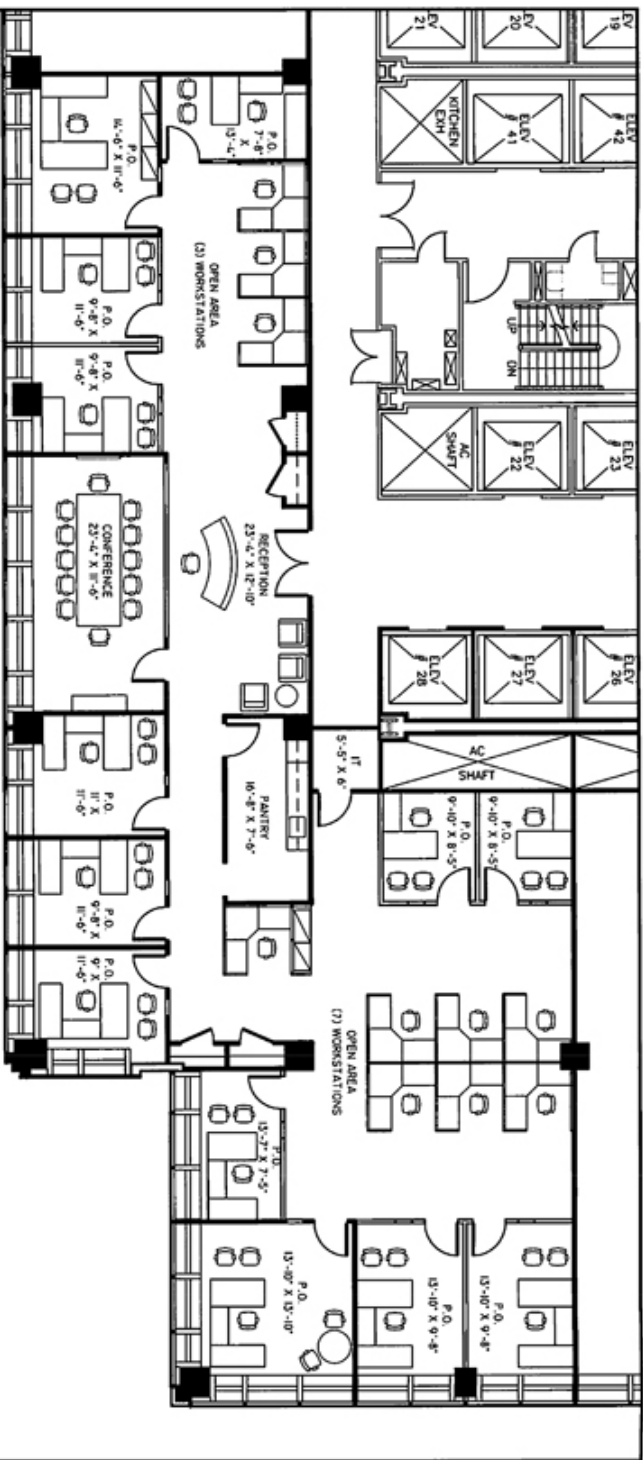 ELEV
# 21
ELEV
# 20
ELEV
# 19
KITCHEN
EXH
ELEV
# 41
ELEV
# 42
P.O.
7'-8"
X
13'-4"
P.O.
14'-6" X 11'-6"
OPEN AREA
(3) WORKSTATIONS
P.O.
9'-8" X
11'-6"
P.O.
9'-8" X
11'-6"
UP
DN
AC
SHAFT
ELEV
# 22
ELEV
# 23
RECEPTION
23'-4" X 12'-10"
CONFERENCE
23'-4" X 11'-6"
ELEV
# 28
ELEV
# 27
ELEV
# 26
IT
5'-5" X 6'
AC
SHAFT
PANTRY
16'-8" X 7'-6"
P.O.
11' X
11'-6"
P.O.
9'-10" X 8'-5"
P.O.
9'-10" X 8'-5"
P.O.
9'-8" X
11'-6"
P.O.
9' X
11'-6"
OPEN AREA
(7) WORKSTATIONS
P.O.
13'-7" X 7'-5"
P.O.
13'-10" X 13'-10"
P.O.
13'-10" X 9'-8"
P.O.
13'-10" X 9'-8"